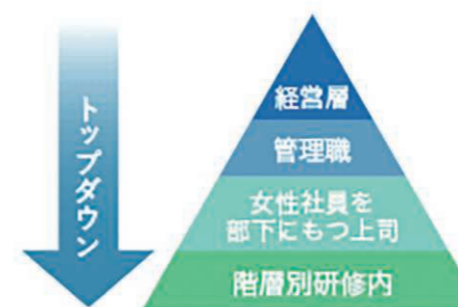 トップダウン
経営層
管理職
女性社員を
部下にもつ上司
階層別研修内